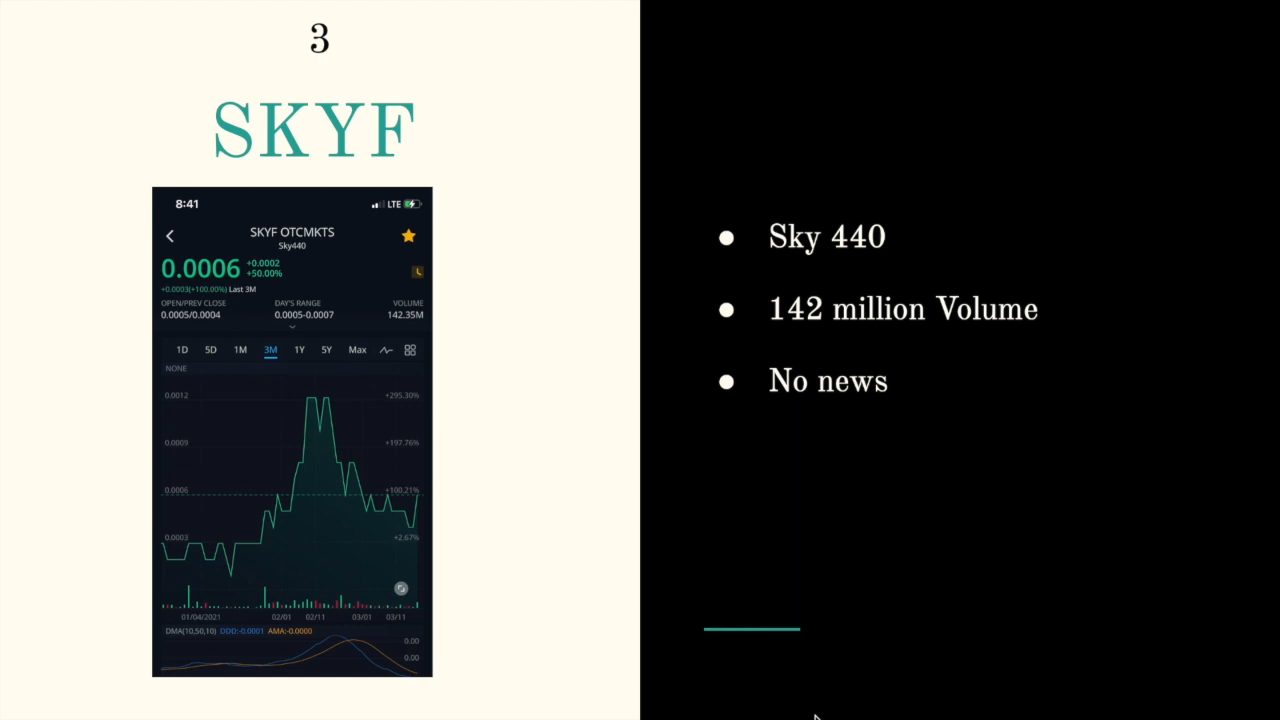 3
SKYF
8:41 LTE
SKYF OTCMKTS
Sky440
0.0006 +0.0002
+50.00%
+0.0003(+100.00%) Last 3M
OPEN/PREV CLOSE DAY'S RANGE VOLUME
0.0005/0.0004 0.0005-0.0007 142.35M
1D 5D 1M 3M 1Y 5Y Max
NONE
0.0012 +295.30%
0.0009 +197.76%
0.0006 +100.21%
0.0003 +2.67%
01/04/2021 02/01 02/11 03/01 03/11
DMA(10,50,10) DDD:-0.0001 AMA:-0.0000
0.00
0.00
● Sky 440
● 142 million Volume
● No news